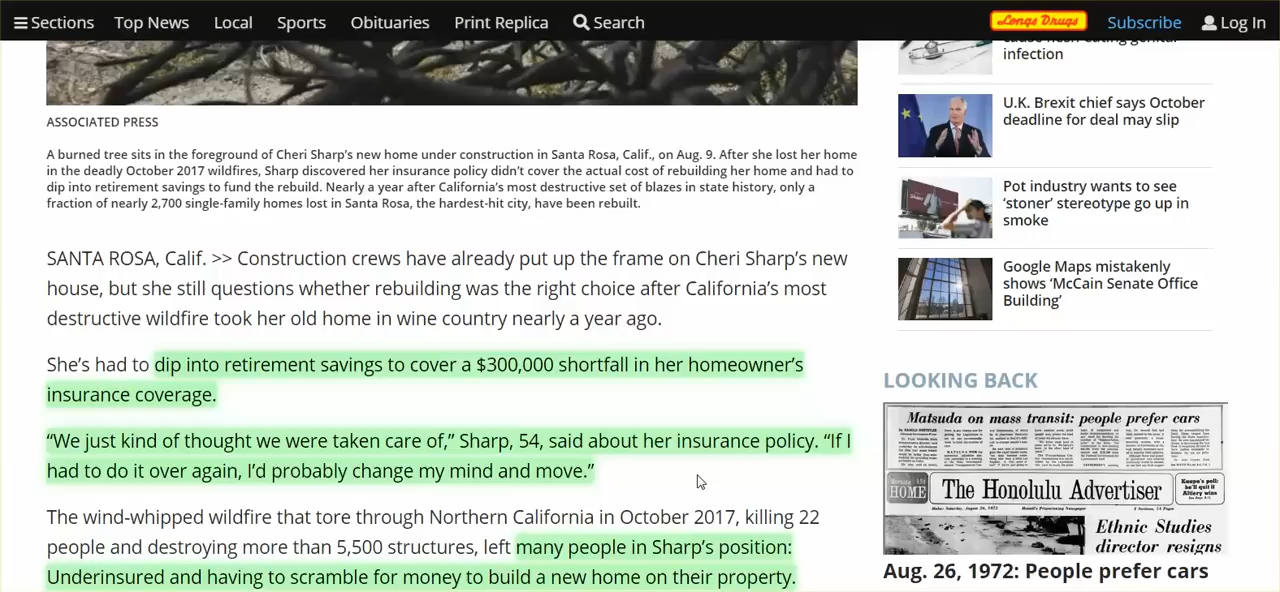 Sections Top News Local Sports Obituaries Print Replica Search Longs Drugs Subscribe Log In
ASSOCIATED PRESS
A burned tree sits in the foreground of Cheri Sharp's new home under construction in Santa Rosa, Calif., on Aug. 9. After she lost her home
in the deadly October 2017 wildfires, Sharp discovered her insurance policy didn't cover the actual cost of rebuilding her home and had to
dip into retirement savings to fund the rebuild. Nearly a year after California's most destructive set of blazes in state history, only a
fraction of nearly 2,700 single-family homes lost in Santa Rosa, the hardest-hit city, have been rebuilt.
SANTA ROSA, Calif. >> Construction crews have already put up the frame on Cheri Sharp's new
house, but she still questions whether rebuilding was the right choice after California's most
destructive wildfire took her old home in wine country nearly a year ago.
She's had to dip into retirement savings to cover a $300,000 shortfall in her homeowner's
insurance coverage.
“We just kind of thought we were taken care of,” Sharp, 54, said about her insurance policy. “If I
had to do it over again, I'd probably change my mind and move.”
The wind-whipped wildfire that tore through Northern California in October 2017, killing 22
people and destroying more than 5,500 structures, left many people in Sharp's position:
Underinsured and having to scramble for money to build a new home on their property.
cause flesh-eating genital
infection
U.K. Brexit chief says October
deadline for deal may slip
Pot industry wants to see
‘stoner’ stereotype go up in
smoke
Google Maps mistakenly
shows ‘McCain Senate Office
Building’
LOOKING BACK
Matsuda on mass transit: people prefer cars
HOME
The Honolulu Advertiser
Ethnic Studies
director resigns
Aug. 26, 1972: People prefer cars